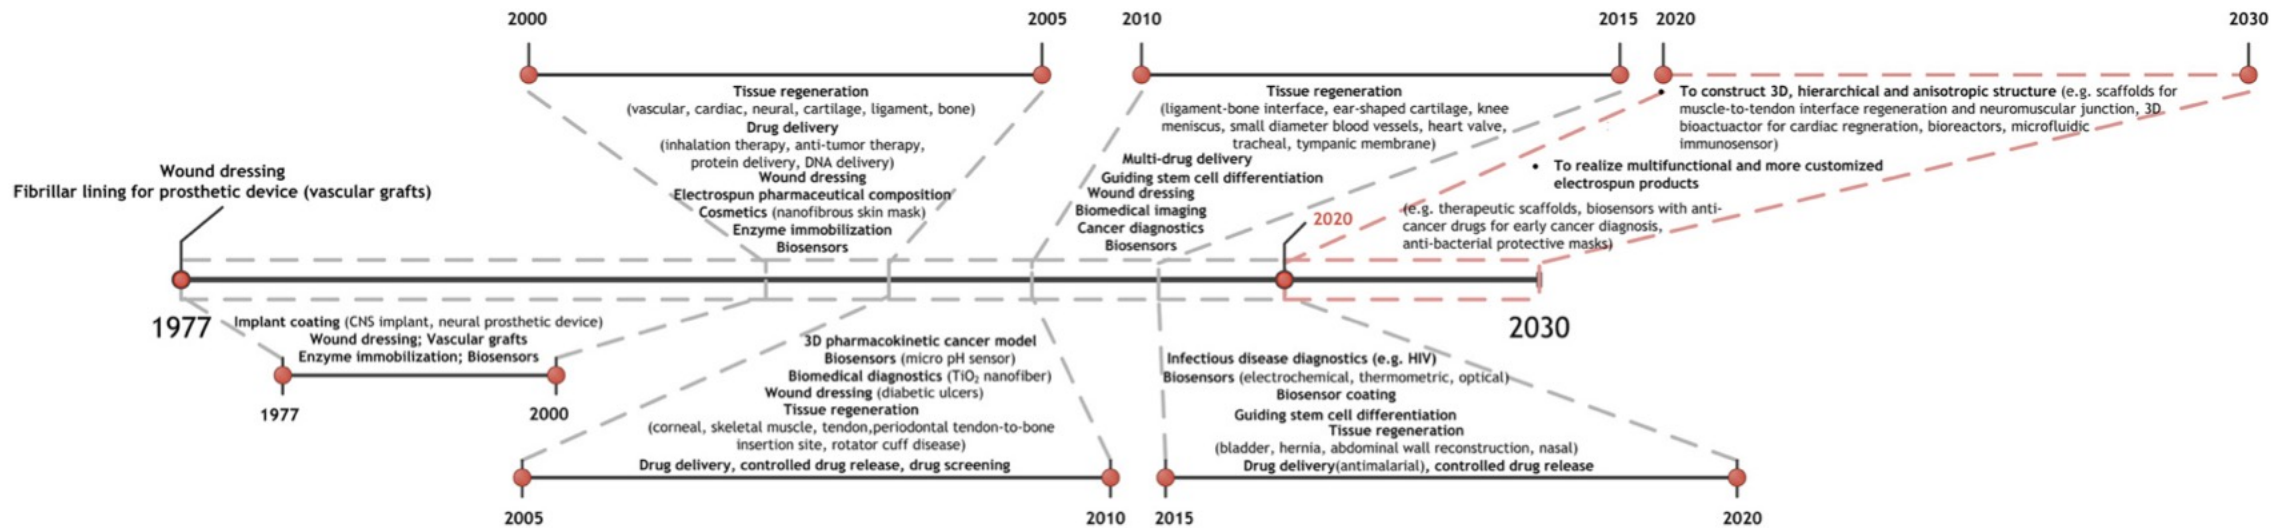 2000
2005
2010
2015
2020
2030
Tissue regeneration
(vascular, cardiac, neural, cartilage, ligament, bone)
Drug delivery
(inhalation therapy, anti-tumor therapy,
protein delivery, DNA delivery)
Wound dressing
Electrospun pharmaceutical composition
Cosmetics (nanofibrous skin mask)
Enzyme immobilization
Biosensors
Tissue regeneration
(ligament-bone interface, ear-shaped cartilage, knee
meniscus, small diameter blood vessels, heart valve,
tracheal, tympanic membrane)
Multi-drug delivery
Guiding stem cell differentiation
Wound dressing
Biomedical imaging
Cancer diagnostics
Biosensors
• To construct 3D, hierarchical and anisotropic structure (e.g. scaffolds for
muscle-to-tendon interface regeneration and neuromuscular junction, 3D
bioactuactor for cardiac regneration, bioreactors, microfluidic
immunosensor)
• To realize multifunctional and more customized
electrospun products
(e.g. therapeutic scaffolds, biosensors with anti-
cancer drugs for early cancer diagnosis,
anti-bacterial protective masks)
Wound dressing
Fibrillar lining for prosthetic device (vascular grafts)
2020
1977
2030
Implant coating (CNS implant, neural prosthetic device)
Wound dressing; Vascular grafts
Enzyme immobilization; Biosensors
1977
2000
3D pharmacokinetic cancer model
Biosensors (micro pH sensor)
Biomedical diagnostics (TiO₂ nanofiber)
Wound dressing (diabetic ulcers)
Tissue regeneration
(corneal, skeletal muscle, tendon,periodontal tendon-to-bone
insertion site, rotator cuff disease)
Drug delivery, controlled drug release, drug screening
2005
2010
Infectious disease diagnostics (e.g. HIV)
Biosensors (electrochemical, thermometric, optical)
Biosensor coating
Guiding stem cell differentiation
Tissue regeneration
(bladder, hernia, abdominal wall reconstruction, nasal)
Drug delivery(antimalarial), controlled drug release
2015
2020